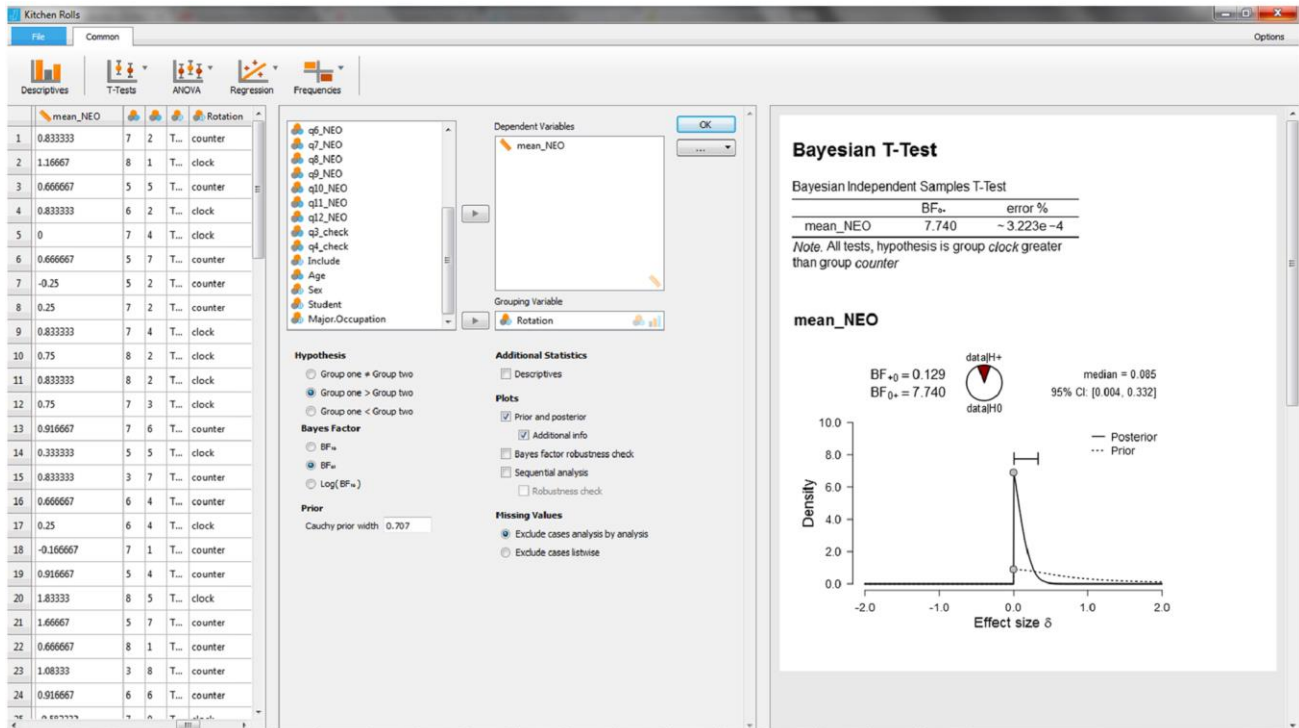 Kitchen Rolls
File
Common
Options
Descriptives
T-Tests
ANOVA
Regression
Frequencies
mean_NEO
Rotation
1 0.833333 7 2 T... counter
2 1.16667 8 1 T... clock
3 0.666667 5 5 T... counter
4 0.833333 6 2 T... clock
5 0 7 4 T... clock
6 0.666667 5 7 T... counter
7 -0.25 5 2 T... counter
8 0.25 7 2 T... counter
9 0.833333 7 4 T... clock
10 0.75 8 2 T... clock
11 0.833333 8 2 T... clock
12 0.75 7 3 T... clock
13 0.916667 7 6 T... counter
14 0.333333 5 5 T... clock
15 0.833333 3 7 T... counter
16 0.666667 6 4 T... counter
17 0.25 6 4 T... clock
18 -0.166667 7 1 T... counter
19 0.916667 5 4 T... counter
20 1.83333 8 5 T... clock
21 1.66667 5 7 T... counter
22 0.666667 8 1 T... counter
23 1.08333 3 8 T... counter
24 0.916667 6 6 T... counter
q6_NEO
q7_NEO
q8_NEO
q9_NEO
q10_NEO
q11_NEO
q12_NEO
q3_check
q4_check
Include
Age
Sex
Student
Major.Occupation
Dependent Variables
mean_NEO
OK
...
Grouping Variable
Rotation
Hypothesis
Group one ≠ Group two
Group one > Group two
Group one < Group two
Bayes Factor
BF₁₀
BF₀₁
Log(BF₁₀)
Prior
Cauchy prior width 0.707
Additional Statistics
Descriptives
Plots
Prior and posterior
Additional info
Bayes factor robustness check
Sequential analysis
Robustness check
Missing Values
Exclude cases analysis by analysis
Exclude cases listwise
Bayesian T-Test
Bayesian Independent Samples T-Test
BF₀₊ error %
mean_NEO 7.740 ~ 3.223e -4
Note. All tests, hypothesis is group clock greater
than group counter
mean_NEO
data|H+
BF₊₀ = 0.129
BF₀₊ = 7.740
data|H0
median = 0.085
95% CI: [0.004, 0.332]
Posterior
Prior
Density
10.0
8.0
6.0
4.0
2.0
0.0
-2.0 -1.0 0.0 1.0 2.0
Effect size δ